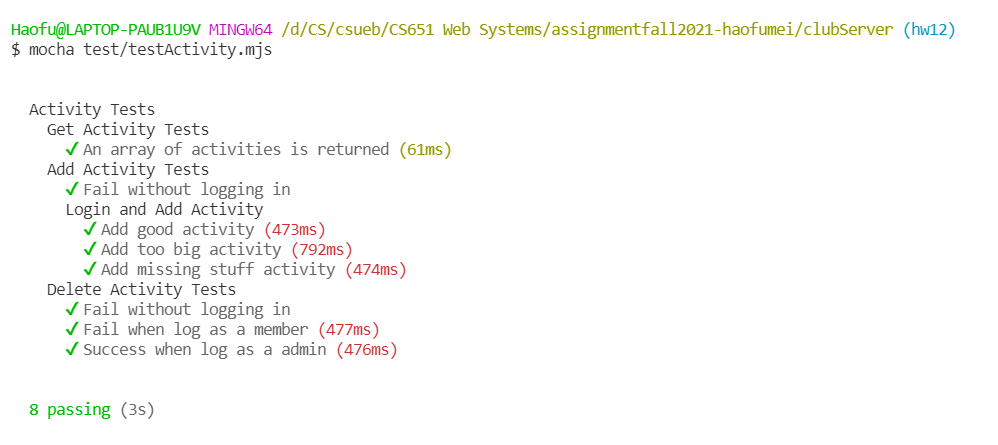 Haofu@LAPTOP-PAUB1U9V MINGW64 /d/CS/csueb/CS651 Web Systems/assignmentfall2021-haofumei/clubServer (hw12)
$ mocha test/testActivity.mjs
Activity Tests
Get Activity Tests
✓ An array of activities is returned (61ms)
Add Activity Tests
✓ Fail without logging in
Login and Add Activity
✓ Add good activity (473ms)
✓ Add too big activity (792ms)
✓ Add missing stuff activity (474ms)
Delete Activity Tests
✓ Fail without logging in
✓ Fail when log as a member (477ms)
✓ Success when log as a admin (476ms)
8 passing (3s)